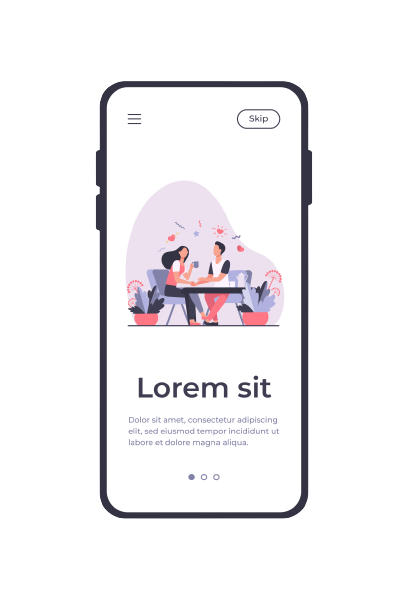 Skip
Lorem sit
Dolor sit amet, consectetur adipiscing
elit, sed eiusmod tempor incididunt ut
labore et dolore magna aliqua.